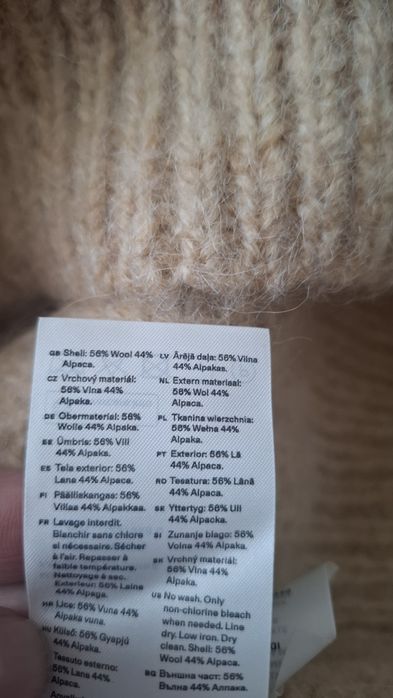 GB Shell: 56% Wool 44%
Alpaca.
CZ Vrchový materiál:
56% Vlna 44%
Alpaka.
DE Obermaterial: 56%
Wolle 44% Alpaka.
EE Ümbris: 56% Vill
44% Alpaka.
ES Tela exterior: 56%
Lana 44% Alpaca.
FI Päälliskangas: 56%
Villaa 44% Alpakkaa.
FR Lavage interdit.
Blanchir sans chlore
si nécessaire. Sécher
à l'air. Repasser à
faible température.
Nettoyage à sec.
Extérieur: 56% Laine
44% Alpaga.
HR Lice: 56% Vuna 44%
Alpaka vuna.
HU Külső: 56% Gyapjú
44% Alpaka.
Tessuto esterno:
56% Lana 44%
Alpaca.
LV Ārējā daļa: 56% Vilna
44% Alpakas.
NL Extern materiaal:
56% Wol 44%
Alpaca.
PL Tkanina wierzchnia:
56% Wełna 44%
Alpaka.
PT Exterior: 56% Lã
44% Alpaca.
RO Țesatura: 56% Lână
44% Alpaca.
SE Yttertyg: 56% Ull
44% Alpacka.
SI Zunanje blago: 56%
Volna 44% Alpaka.
SK Vrchný materiál:
56% Vlna 44%
Alpaka.
US No wash. Only
non-chlorine bleach
when needed. Line
dry. Low iron. Dry
clean. Shell: 56%
Wool 44% Alpaca.
BG Външна част: 56%
Вълна 44% Алпака.